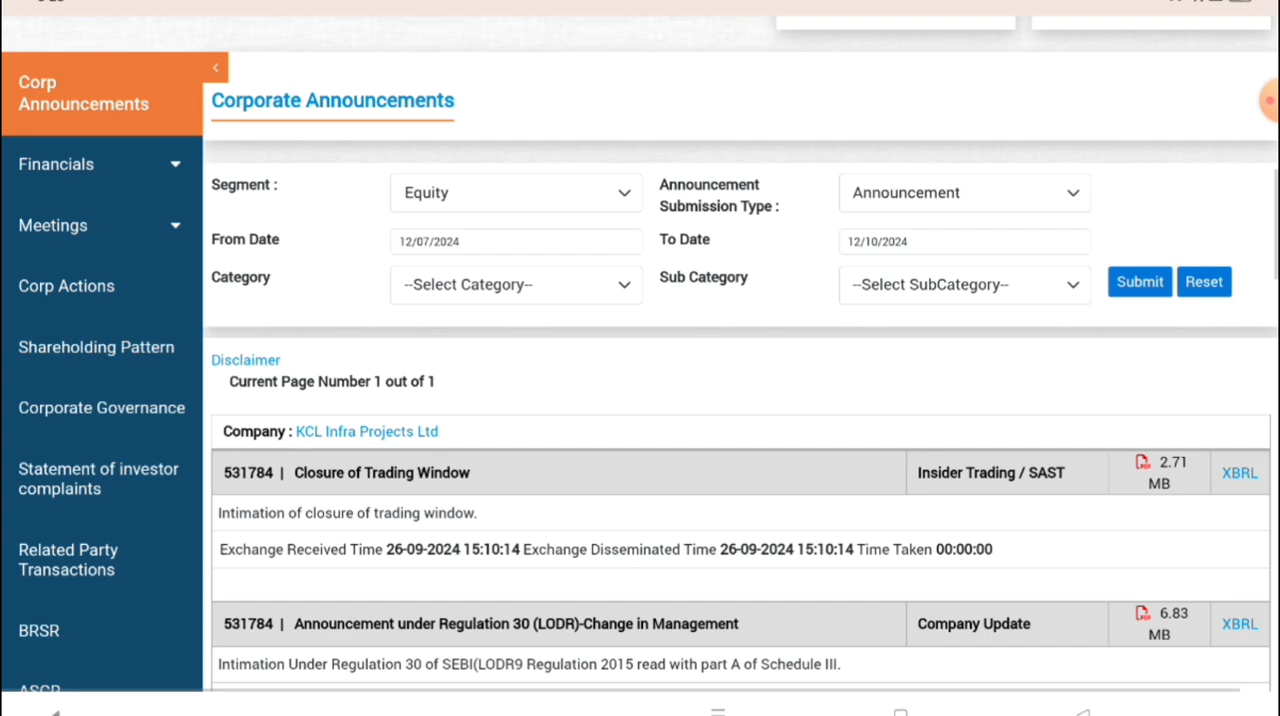 Corp
Announcements
Corporate Announcements
Financials
Meetings
Corp Actions
Shareholding Pattern
Corporate Governance
Statement of investor
complaints
Related Party
Transactions
BRSR
Segment :
Equity
Announcement
Submission Type :
Announcement
From Date
12/07/2024
To Date
12/10/2024
Category
--Select Category--
Sub Category
--Select SubCategory--
Submit
Reset
Disclaimer
Current Page Number 1 out of 1
Company : KCL Infra Projects Ltd
531784 | Closure of Trading Window
Insider Trading / SAST
2.71
MB
XBRL
Intimation of closure of trading window.
Exchange Received Time 26-09-2024 15:10:14 Exchange Disseminated Time 26-09-2024 15:10:14 Time Taken 00:00:00
531784 | Announcement under Regulation 30 (LODR)-Change in Management
Company Update
6.83
MB
XBRL
Intimation Under Regulation 30 of SEBI(LODR9 Regulation 2015 read with part A of Schedule III.